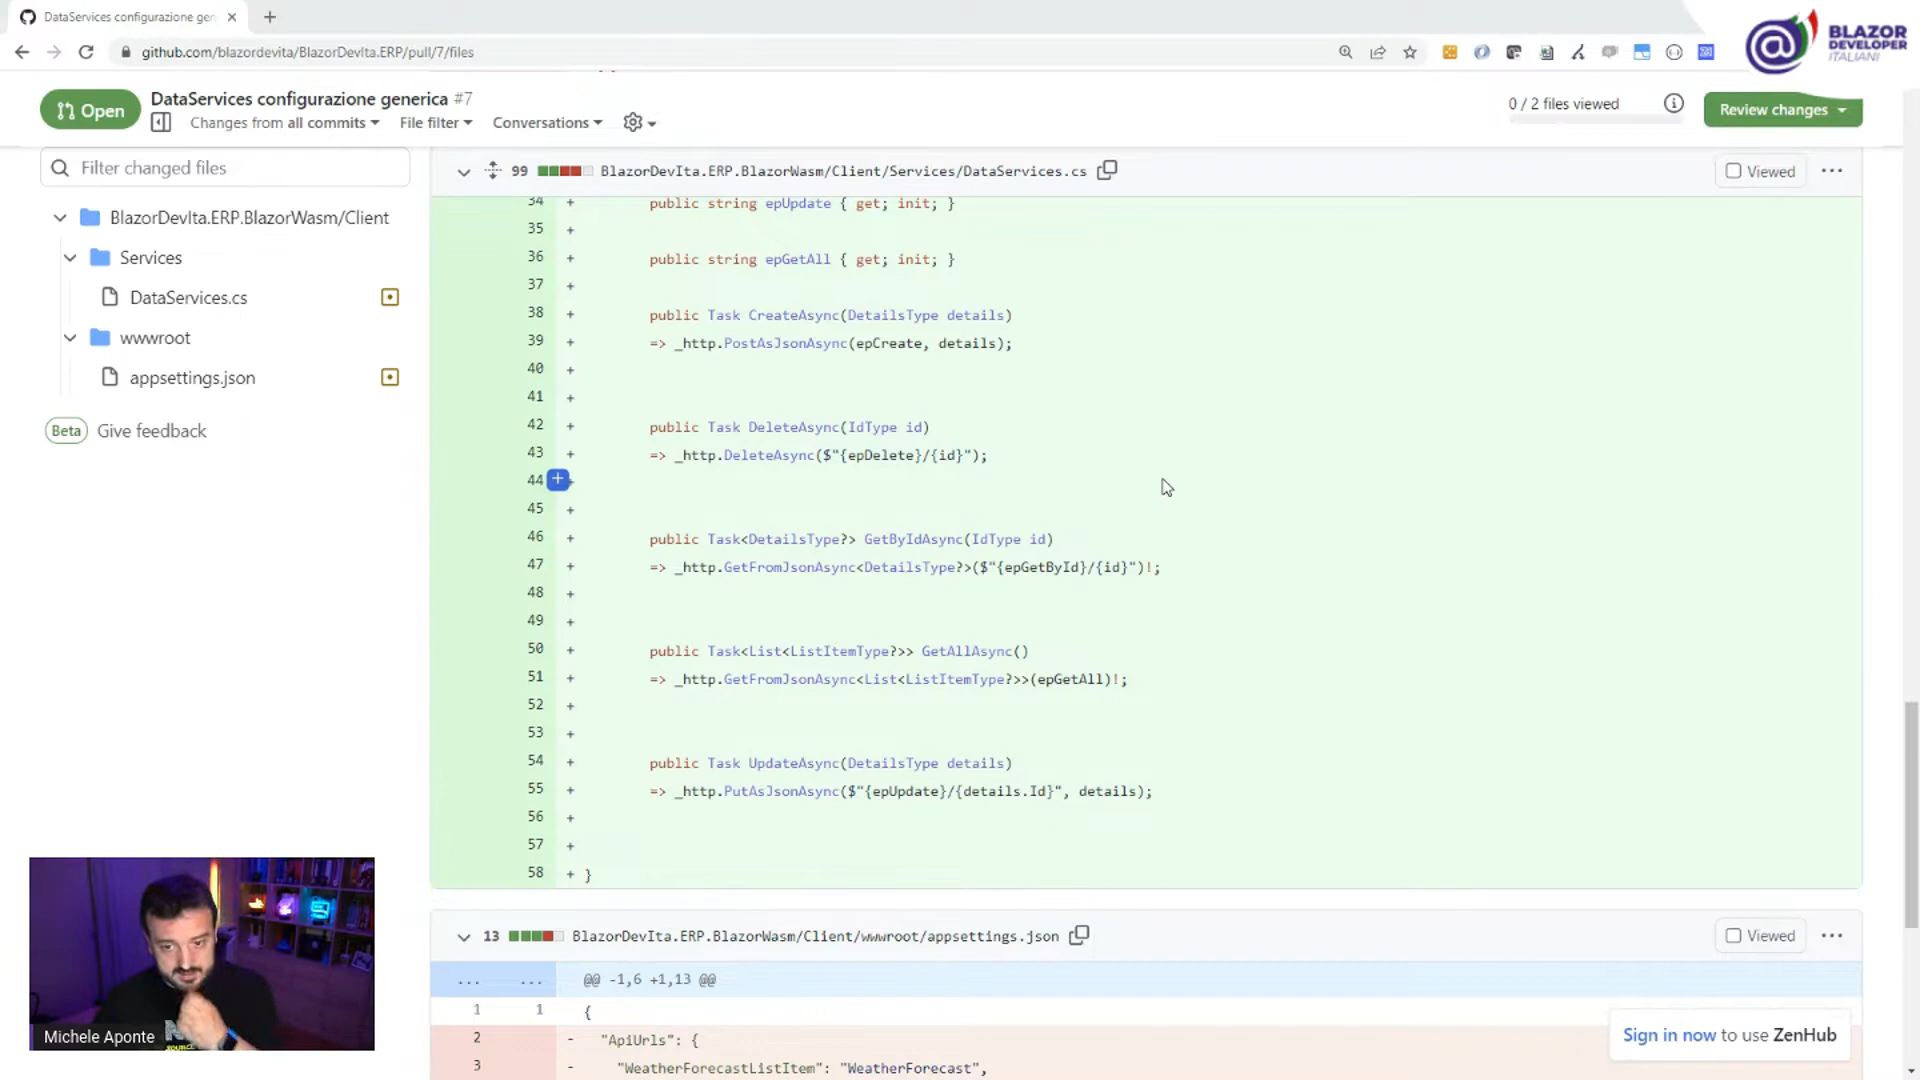 DataServices configurazione gen
github.com/blazordevita/BlazorDevIta.ERP/pull/7/files
BLAZOR
DEVELOPER
ITALIANI
Open
DataServices configurazione generica #7
Changes from all commits
File filter
Conversations
0 / 2 files viewed
Review changes
Filter changed files
BlazorDevIta.ERP.BlazorWasm/Client
Services
DataServices.cs
wwwroot
appsettings.json
Beta Give feedback
99 BlazorDevIta.ERP.BlazorWasm/Client/Services/DataServices.cs
Viewed
34 + public string epUpdate { get; init; }
35 +
36 + public string epGetAll { get; init; }
37 +
38 + public Task CreateAsync(DetailsType details)
39 + => _http.PostAsJsonAsync(epCreate, details);
40 +
41 +
42 + public Task DeleteAsync(IdType id)
43 + => _http.DeleteAsync($"{epDelete}/{id}");
44 +
45 +
46 + public Task<DetailsType?> GetByIdAsync(IdType id)
47 + => _http.GetFromJsonAsync<DetailsType?>($"{epGetById}/{id}")!;
48 +
49 +
50 + public Task<List<ListItemType?>> GetAllAsync()
51 + => _http.GetFromJsonAsync<List<ListItemType?>>(epGetAll)!;
52 +
53 +
54 + public Task UpdateAsync(DetailsType details)
55 + => _http.PutAsJsonAsync($"{epUpdate}/{details.Id}", details);
56 +
57 +
58 + }
13 BlazorDevIta.ERP.BlazorWasm/Client/wwwroot/appsettings.json
Viewed
... ... @@ -1,6 +1,13 @@
1 1 {
2 - "ApiUrls": {
3 - "WeatherForecastListItem": "WeatherForecast",
Sign in now to use ZenHub
Michele Aponte